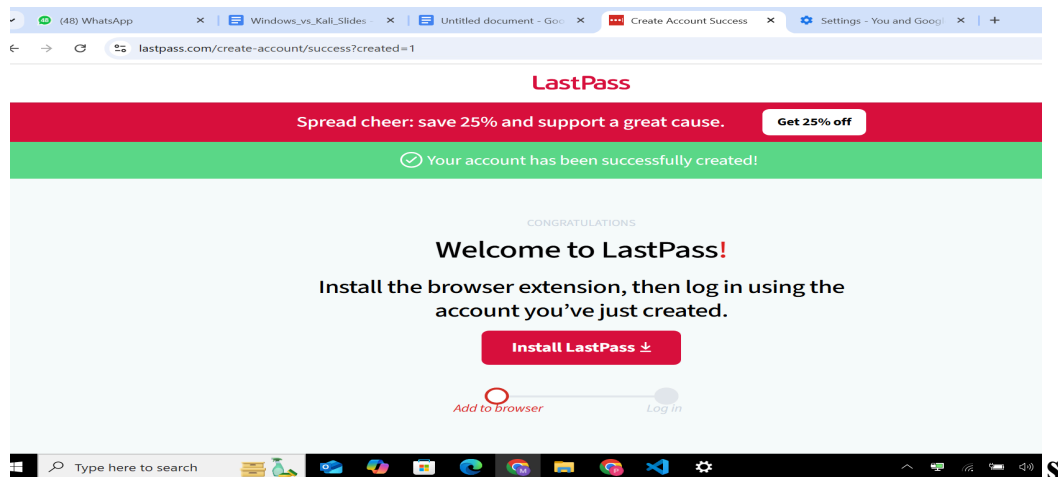 (48) WhatsApp
Windows_vs_Kali_Slides -
Untitled document - Goo
Create Account Success
Settings - You and Googl
lastpass.com/create-account/success?created=1
LastPass
Spread cheer: save 25% and support a great cause.
Get 25% off
Your account has been successfully created!
CONGRATULATIONS
Welcome to LastPass!
Install the browser extension, then log in using the
account you've just created.
Install LastPass
Add to browser
Log in
Type here to search
s